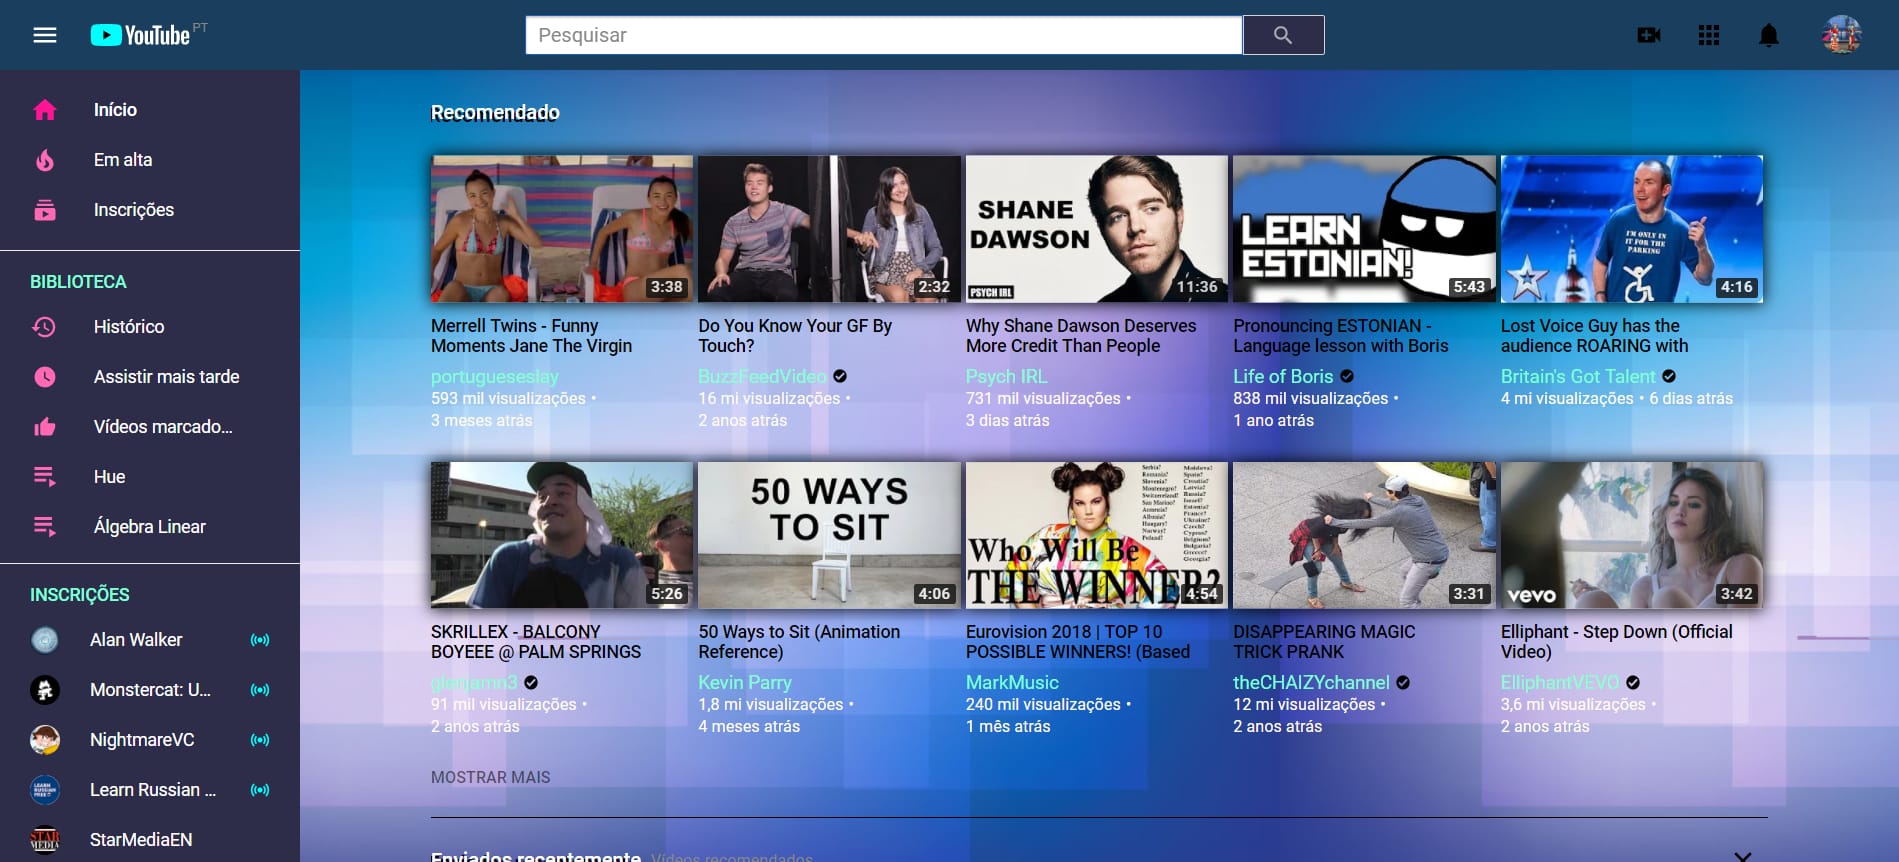 YouTube PT
Pesquisar
Início
Em alta
Inscrições
BIBLIOTECA
Histórico
Assistir mais tarde
Vídeos marcado...
Hue
Álgebra Linear
INSCRIÇÕES
Alan Walker
Monstercat: U...
NightmareVC
LEARN
RUSSIAN
FREE
Learn Russian ...
STAR
MEDIA
StarMediaEN
Recomendado
3:38
Merrell Twins - Funny
Moments Jane The Virgin
portugueseslay
593 mil visualizações •
3 meses atrás
2:32
Do You Know Your GF By
Touch?
BuzzFeedVideo
16 mi visualizações •
2 anos atrás
SHANE
DAWSON
PSYCH IRL
11:36
Why Shane Dawson Deserves
More Credit Than People
Psych IRL
731 mil visualizações •
3 dias atrás
LEARN
ESTONIAN!
5:43
Pronouncing ESTONIAN -
Language lesson with Boris
Life of Boris
838 mil visualizações •
1 ano atrás
I'M ONLY IN
IT FOR THE
PARKING
4:16
Lost Voice Guy has the
audience ROARING with
Britain's Got Talent
4 mi visualizações • 6 dias atrás
5:26
SKRILLEX - BALCONY
BOYEEE @ PALM SPRINGS
glenjamn3
91 mil visualizações •
2 anos atrás
50 WAYS
TO SIT
4:06
50 Ways to Sit (Animation
Reference)
Kevin Parry
1,8 mi visualizações •
4 meses atrás
Serbia?
Romania?
Slovenia?
Montenegro?
Switzerland?
San Marino?
Armenia?
Albania?
Hungary?
Norway?
Poland?
Moldova?
Spain?
Croatia?
Latvia?
Russia?
Israel?
Estonia?
France?
Ukraine?
Czech?
Cyprus?
Belgium?
Bulgaria?
Greece?
Georgia?
Who Will Be
THE WINNER?
4:54
Eurovision 2018 | TOP 10
POSSIBLE WINNERS! (Based
MarkMusic
240 mil visualizações •
1 mês atrás
3:31
DISAPPEARING MAGIC
TRICK PRANK
theCHAIZYchannel
12 mi visualizações •
2 anos atrás
vevo
3:42
Elliphant - Step Down (Official
Video)
ElliphantVEVO
3,6 mi visualizações •
2 anos atrás
MOSTRAR MAIS
Enviados recentemente Vídeos recomendados